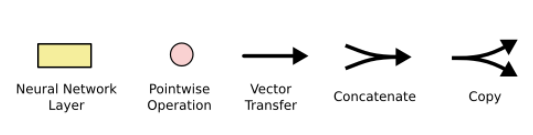 Neural Network
Layer
Pointwise
Operation
Vector
Transfer
Concatenate
Copy